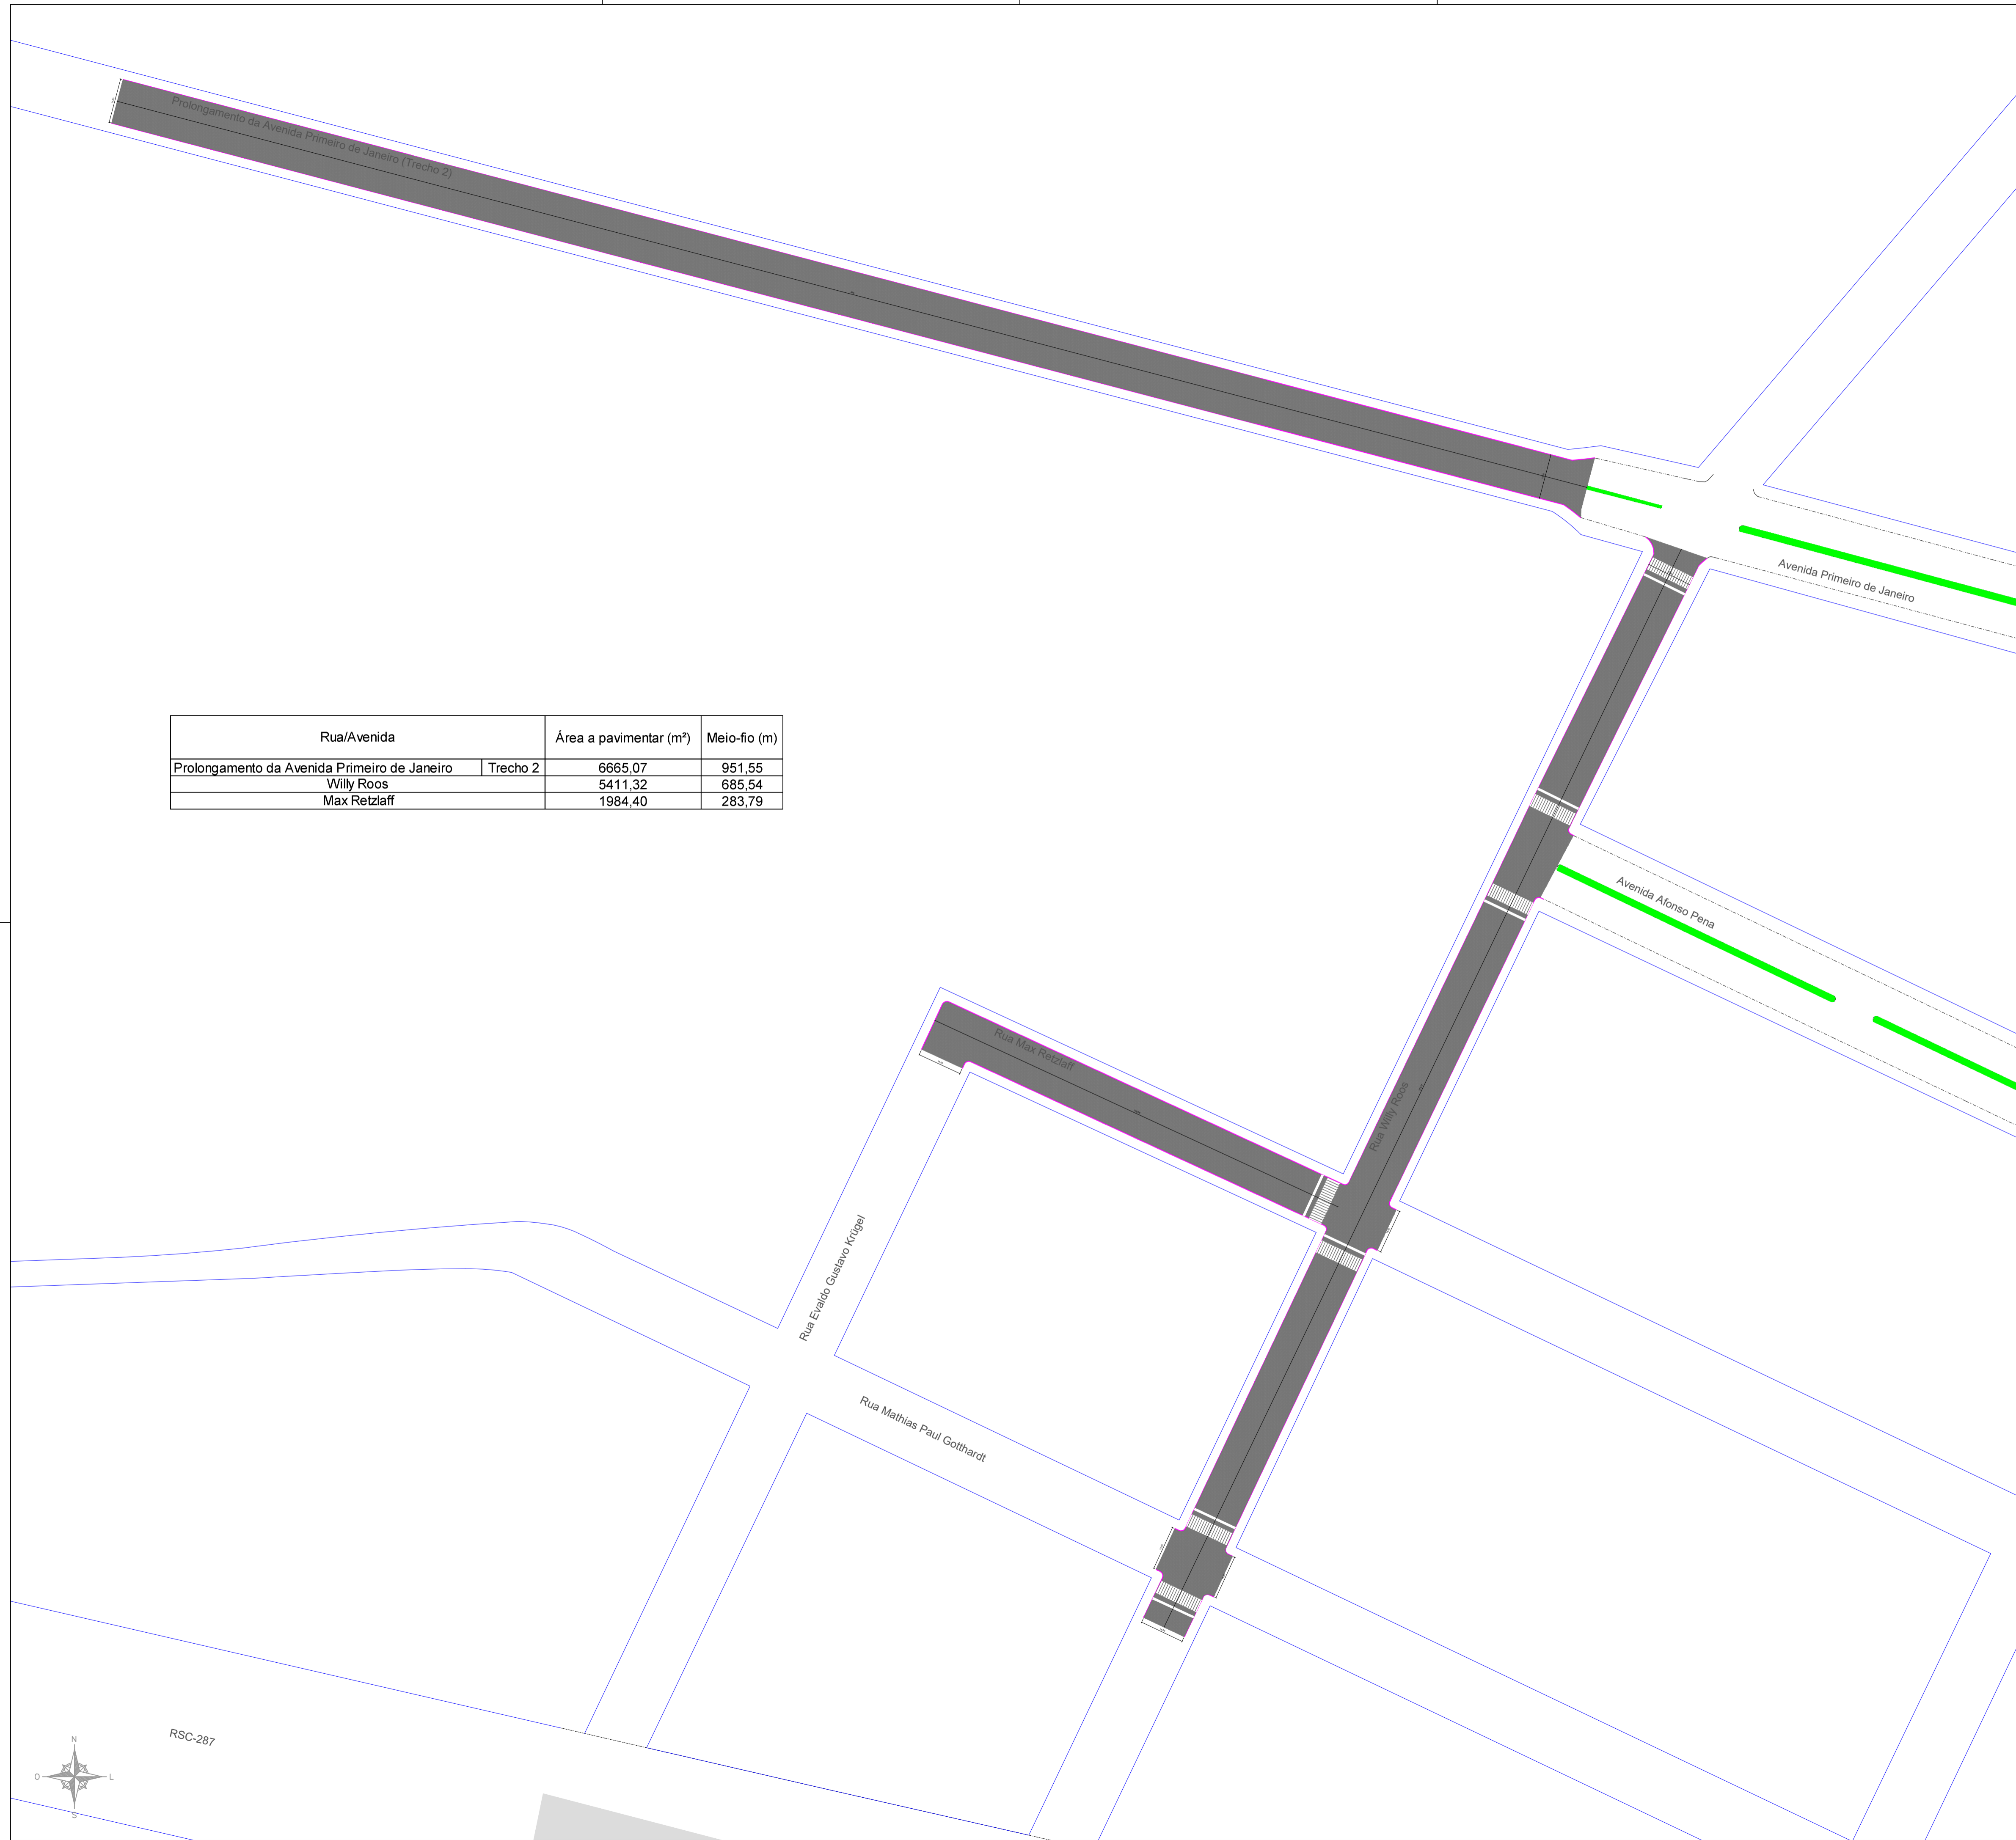 Prolongamento da Avenida Primeiro de Janeiro (Trecho 2)
Avenida Primeiro de Janeiro
Rua/Avenida Área a pavimentar (m²) Meio-fio (m)
Prolongamento da Avenida Primeiro de Janeiro Trecho 2 6665,07 951,55
Willy Roos 5411,32 685,54
Max Retzlaff 1984,40 283,79
Avenida Afonso Pena
Rua Max Retzlaff
Rua Willy Roos
Rua Evaldo Gustavo Krügel
Rua Mathias Paul Gotthardt
RSC-287
N
O L
S